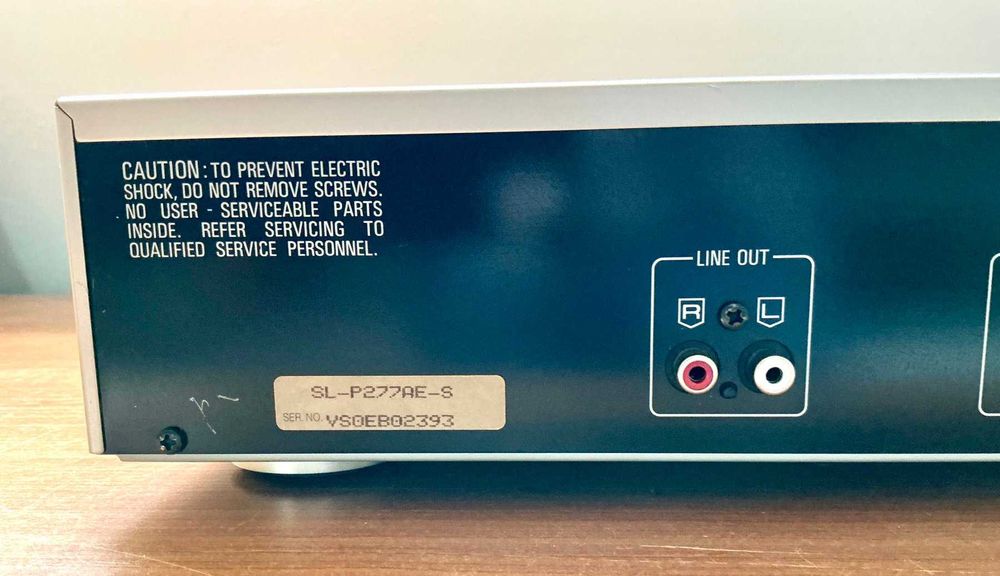 CAUTION: TO PREVENT ELECTRIC
SHOCK, DO NOT REMOVE SCREWS.
NO USER - SERVICEABLE PARTS
INSIDE. REFER SERVICING TO
QUALIFIED SERVICE PERSONNEL.
LINE OUT
R L
SL-P277AE-S
SER. NO. VS0EB02393